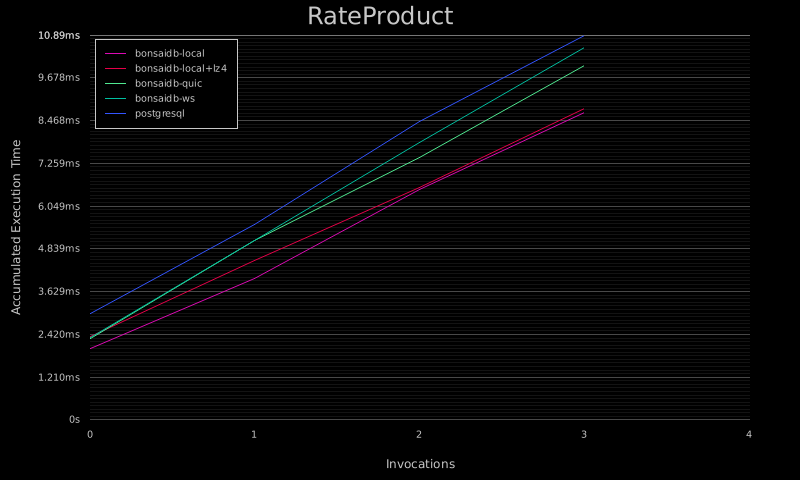 RateProduct
10.89ms
9.678ms
8.468ms
7.259ms
6.049ms
4.839ms
3.629ms
2.420ms
1.210ms
0s
Accumulated Execution Time
bonsaidb-local
bonsaidb-local+lz4
bonsaidb-quic
bonsaidb-ws
postgresql
0 1 2 3 4
Invocations